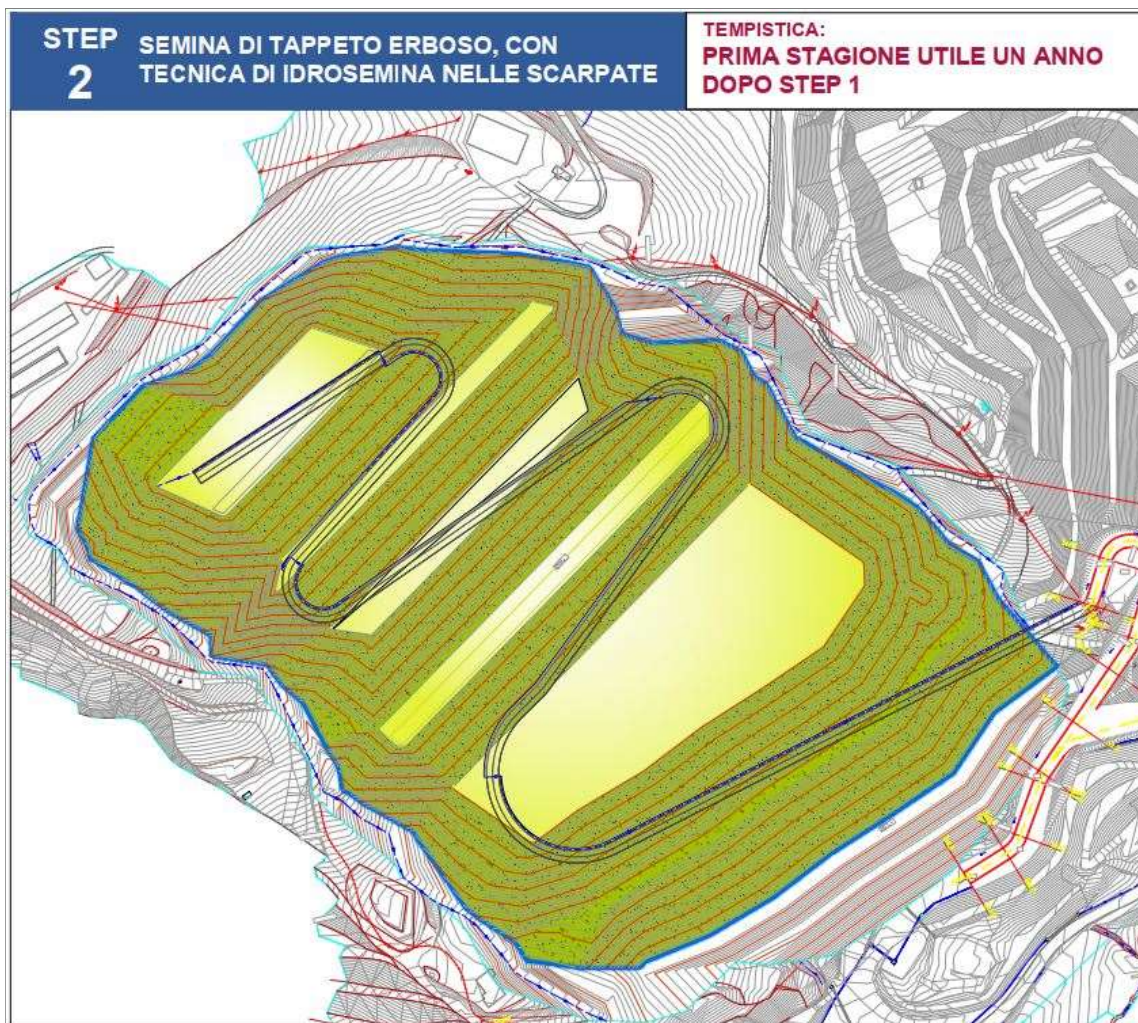 STEP
2
SEMINA DI TAPPETO ERBOSO, CON
TECNICA DI IDROSEMINA NELLE SCARPATE
TEMPISTICA:
PRIMA STAGIONE UTILE UN ANNO
DOPO STEP 1